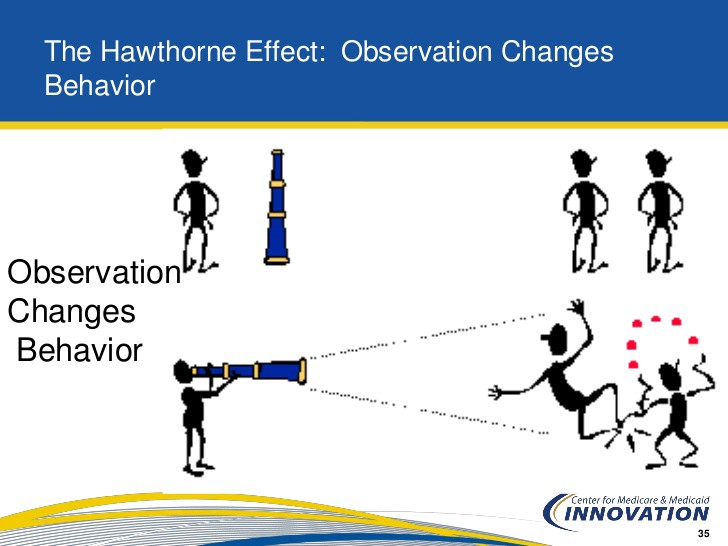 The Hawthorne Effect: Observation Changes
Behavior
Observation
Changes
Behavior
Center for Medicare & Medicaid
INNOVATION
35